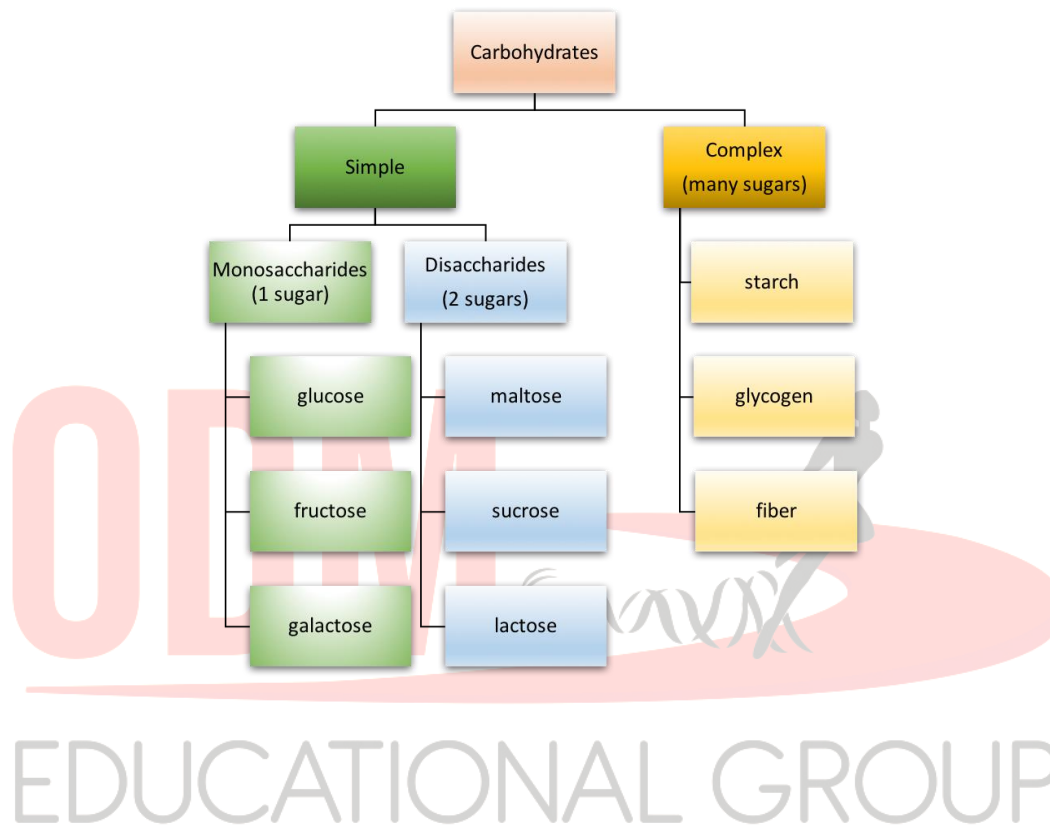 Carbohydrates
Simple
Complex
(many sugars)
Monosaccharides
(1 sugar)
Disaccharides
(2 sugars)
starch
glucose
maltose
glycogen
fructose
sucrose
fiber
galactose
lactose
ODM
EDUCATIONAL GROUP